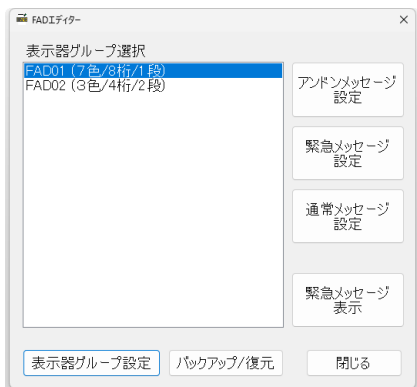 FADIエディター
表示器グループ選択
FAD01 (7色/8桁/1段)
FAD02 (3色/4桁/2段)
アンドンメッセージ
設定
緊急メッセージ
設定
通常メッセージ
設定
緊急メッセージ
表示
表示器グループ設定
バックアップ/復元
閉じる